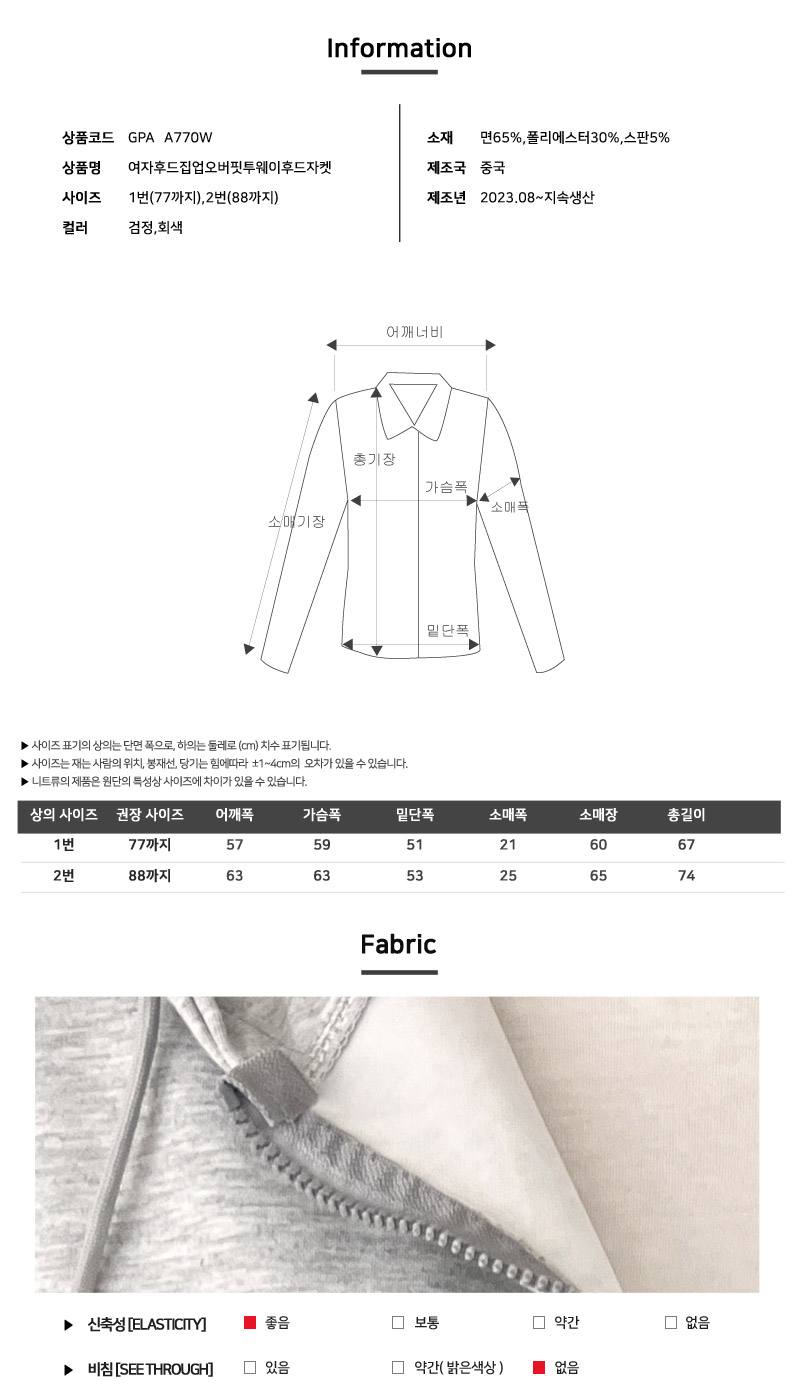 Information
상품코드 GPA A770W
상품명 여자후드집업오버핏투웨이후드자켓
사이즈 1번(77까지),2번(88까지)
컬러 검정,회색
소재 면65%,폴리에스터30%,스판5%
제조국 중국
제조년 2023.08~지속생산
어깨너비
총기장
가슴폭
소매폭
소매기장
밑단폭
▶ 사이즈 표기의 상의는 단면 폭으로, 하의는 둘레로 (cm) 치수 표기됩니다.
▶ 사이즈는 재는 사람의 위치, 봉재선, 당기는 힘에따라 ±1~4cm의 오차가 있을 수 있습니다.
▶ 니트류의 제품은 원단의 특성상 사이즈에 차이가 있을 수 있습니다.
상의 사이즈 권장 사이즈 어깨폭 가슴폭 밑단폭 소매폭 소매장 총길이
1번 77까지 57 59 51 21 60 67
2번 88까지 63 63 53 25 65 74
Fabric
▶ 신축성 [ELASTICITY] 좋음 보통 약간 없음
▶ 비침 [SEE THROUGH] 있음 약간( 밝은색상 ) 없음